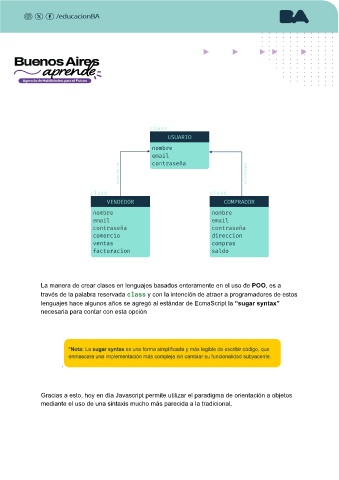 /educacionBA
BA
Buenos Aires
aprende
Agencia de Habilidades para el Futuro
class
USUARIO
nombre
email
contraseña
class
VENDEDOR
nombre
email
contraseña
comercio
ventas
facturacion
class
COMPRADOR
nombre
email
contraseña
direccion
compras
saldo
La manera de crear clases en lenguajes basados enteramente en el uso de POO, es a
través de la palabra reservada class y con la intención de atraer a programadores de estos
lenguajes hace algunos años se agregó al estándar de EcmaScript la "sugar syntax"
necesaria para contar con esta opción
*Nota: La sugar syntax es una forma simplificada y más legible de escribir código, que
enmascara una implementación más compleja sin cambiar su funcionalidad subyacente.
Gracias a esto, hoy en día Javascript permite utilizar el paradigma de orientación a objetos
mediante el uso de una sintaxis mucho más parecida a la tradicional.